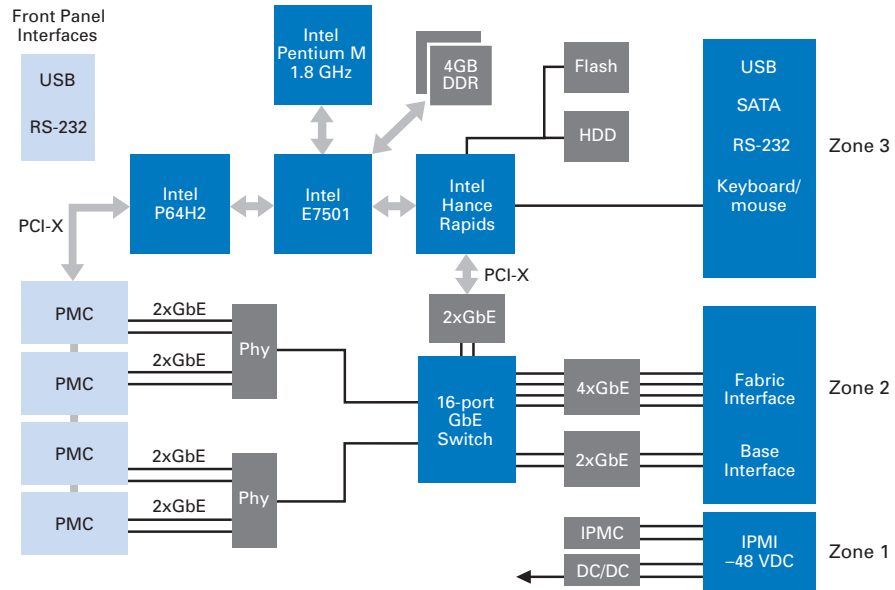 Front Panel
Interfaces
USB
RS-232
Intel
Pentium M
1.8 GHz
4GB
DDR
Flash
HDD
USB
SATA
RS-232
Keyboard/
mouse
Zone 3
Intel
P64H2
Intel
E7501
Intel
Hance
Rapids
PCI-X
PCI-X
PMC
2xGbE
2xGbE
Phy
PMC
2xGbE
16-port
GbE
Switch
4xGbE
Fabric
Interface
Zone 2
PMC
2xGbE
2xGbE
Base
Interface
Phy
PMC
2xGbE
IPMC
DC/DC
IPMI
–48 VDC
Zone 1